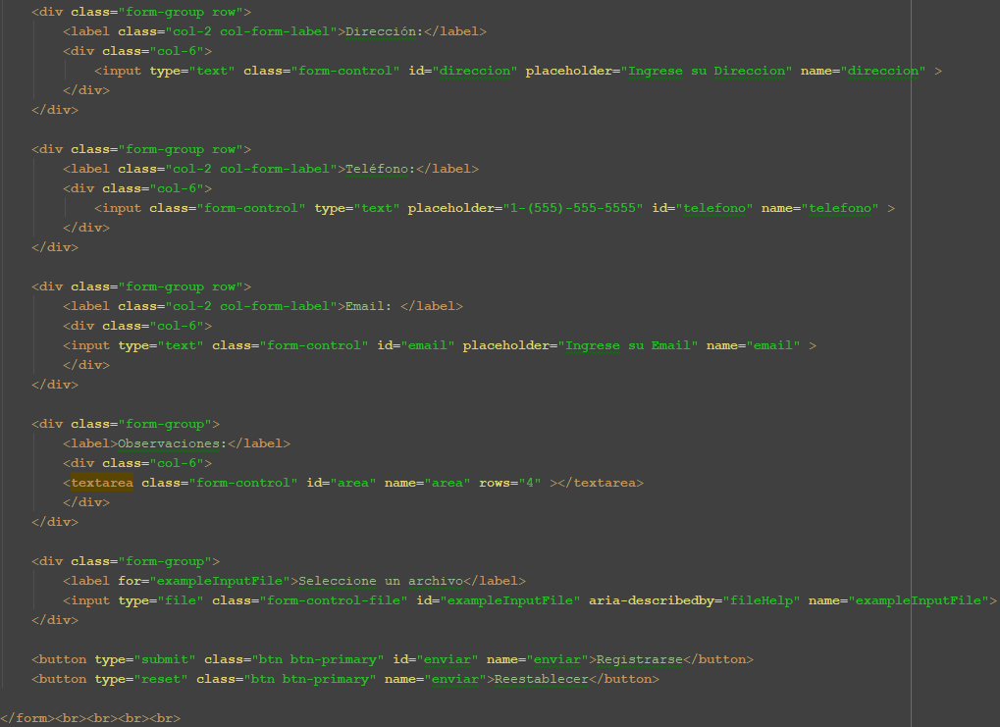 <div class="form-group row">
<label class="col-2 col-form-label">Dirección:</label>
<div class="col-6">
<input type="text" class="form-control" id="direccion" placeholder="Ingrese su Direccion" name="direccion" >
</div>
</div>
<div class="form-group row">
<label class="col-2 col-form-label">Teléfono:</label>
<div class="col-6">
<input class="form-control" type="text" placeholder="1-(555)-555-5555" id="telefono" name="telefono" >
</div>
</div>
<div class="form-group row">
<label class="col-2 col-form-label">Email: </label>
<div class="col-6">
<input type="text" class="form-control" id="email" placeholder="Ingrese su Email" name="email" >
</div>
</div>
<div class="form-group">
<label>Observaciones:</label>
<div class="col-6">
<textarea class="form-control" id="area" name="area" rows="4" ></textarea>
</div>
</div>
<div class="form-group">
<label for="exampleInputFile">Seleccione un archivo</label>
<input type="file" class="form-control-file" id="exampleInputFile" aria-describedby="fileHelp" name="exampleInputFile">
</div>
<button type="submit" class="btn btn-primary" id="enviar" name="enviar">Registrarse</button>
<button type="reset" class="btn btn-primary" name="enviar">Reestablecer</button>
</form><br><br><br><br>